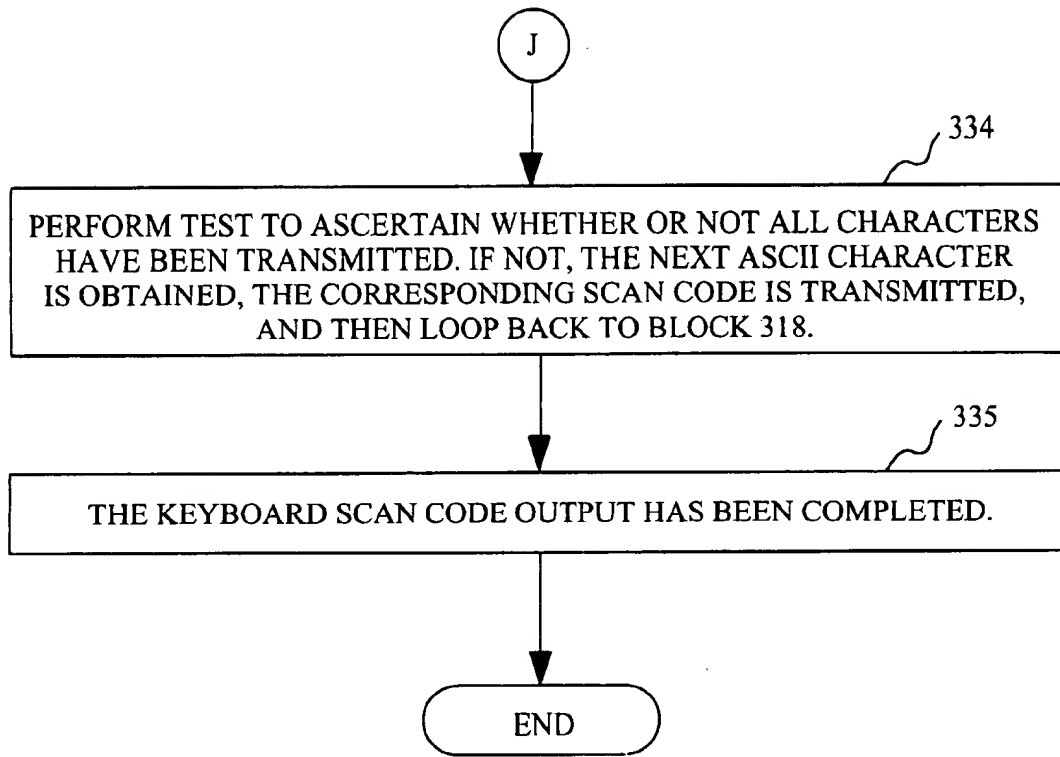 J
334
PERFORM TEST TO ASCERTAIN WHETHER OR NOT ALL CHARACTERS
HAVE BEEN TRANSMITTED. IF NOT, THE NEXT ASCII CHARACTER
IS OBTAINED, THE CORRESPONDING SCAN CODE IS TRANSMITTED,
AND THEN LOOP BACK TO BLOCK 318.
335
THE KEYBOARD SCAN CODE OUTPUT HAS BEEN COMPLETED.
END